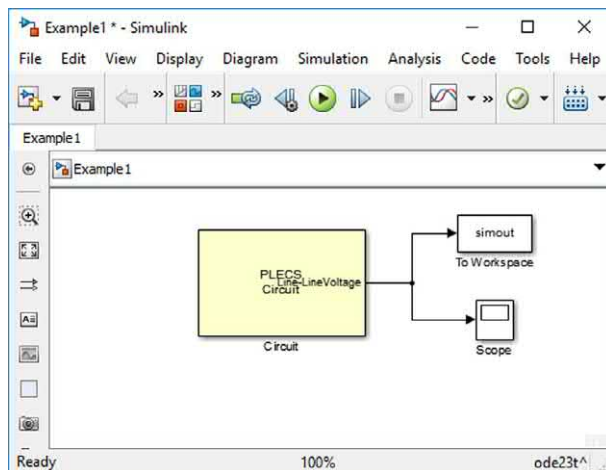 Example1 * - Simulink
File Edit View Display Diagram Simulation Analysis Code Tools Help
» » »
Example1
Example1
simout
To Workspace
PLECS
Circuit
Line-LineVoltage
Circuit
Scope
A
Ready 100% ode23t^